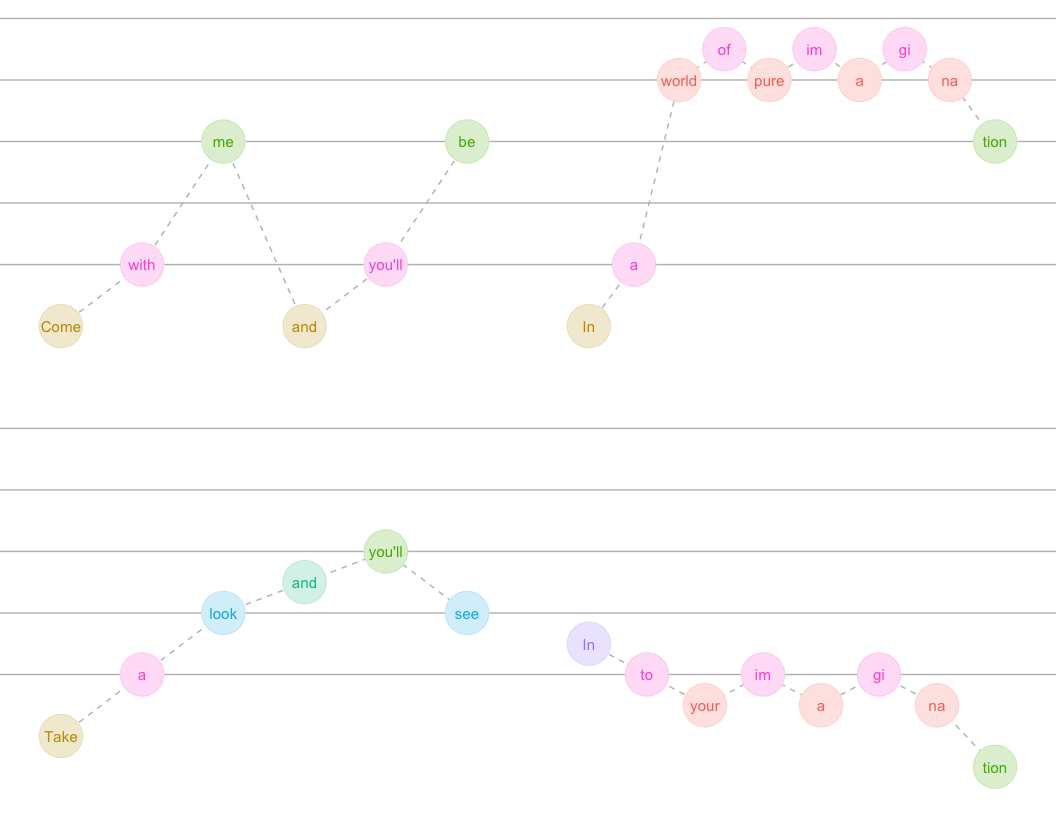 Come with me and you'll be In a world of pure im a gi na tion
Take a look and you'll see In to your im a gi na tion